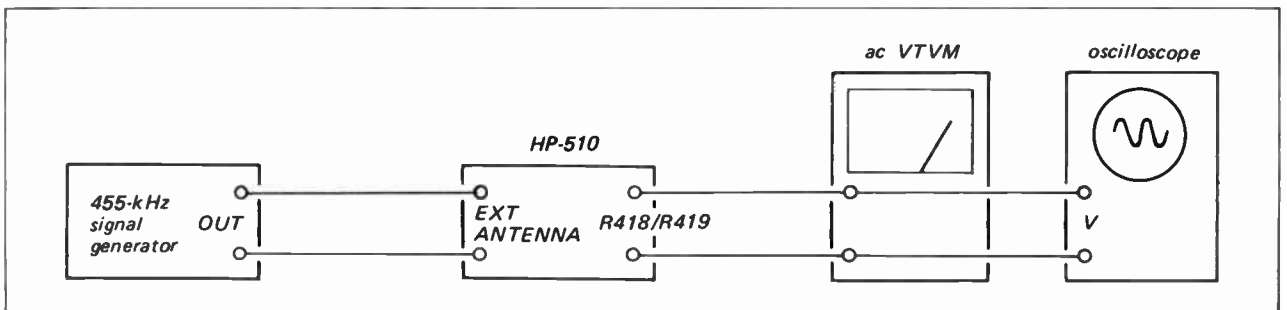 ac VTVM
oscilloscope
HP-510
455-kHz
signal
generator
OUT
EXT
ANTENNA
R418/R419
V